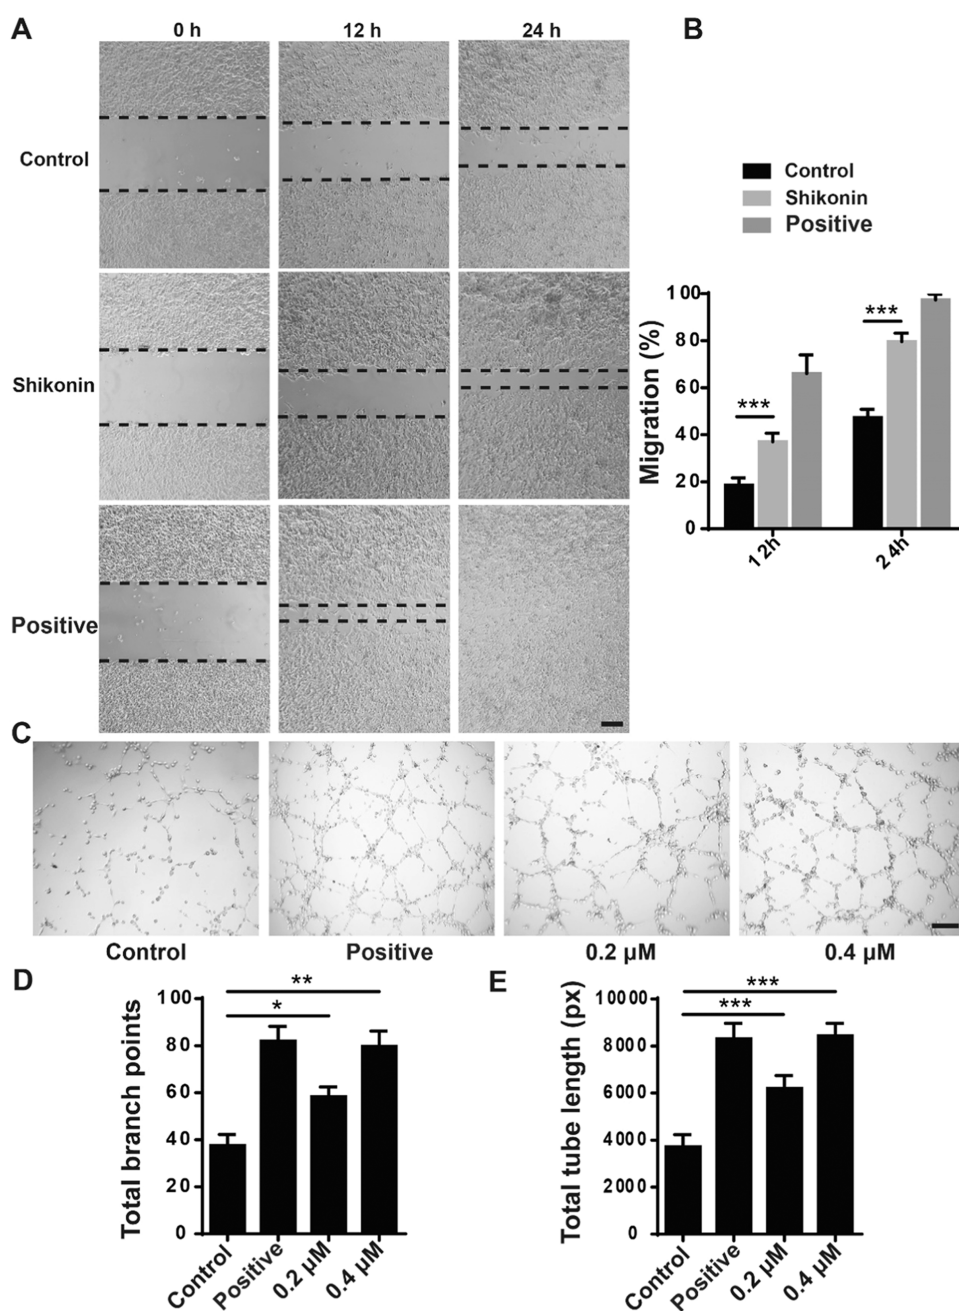 A
0 h
12 h
24 h
B
Control
Shikonin
Positive
Control
Shikonin
Positive
Migration (%)
100
80
60
40
20
0
***
***
12h
24h
C
Control
Positive
0.2 µM
0.4 µM
D
Total branch points
100
80
60
40
20
0
**
*
Control
Positive
0.2 µM
0.4 µM
E
Total tube length (px)
10000
8000
6000
4000
2000
0
***
***
Control
Positive
0.2 µM
0.4 µM